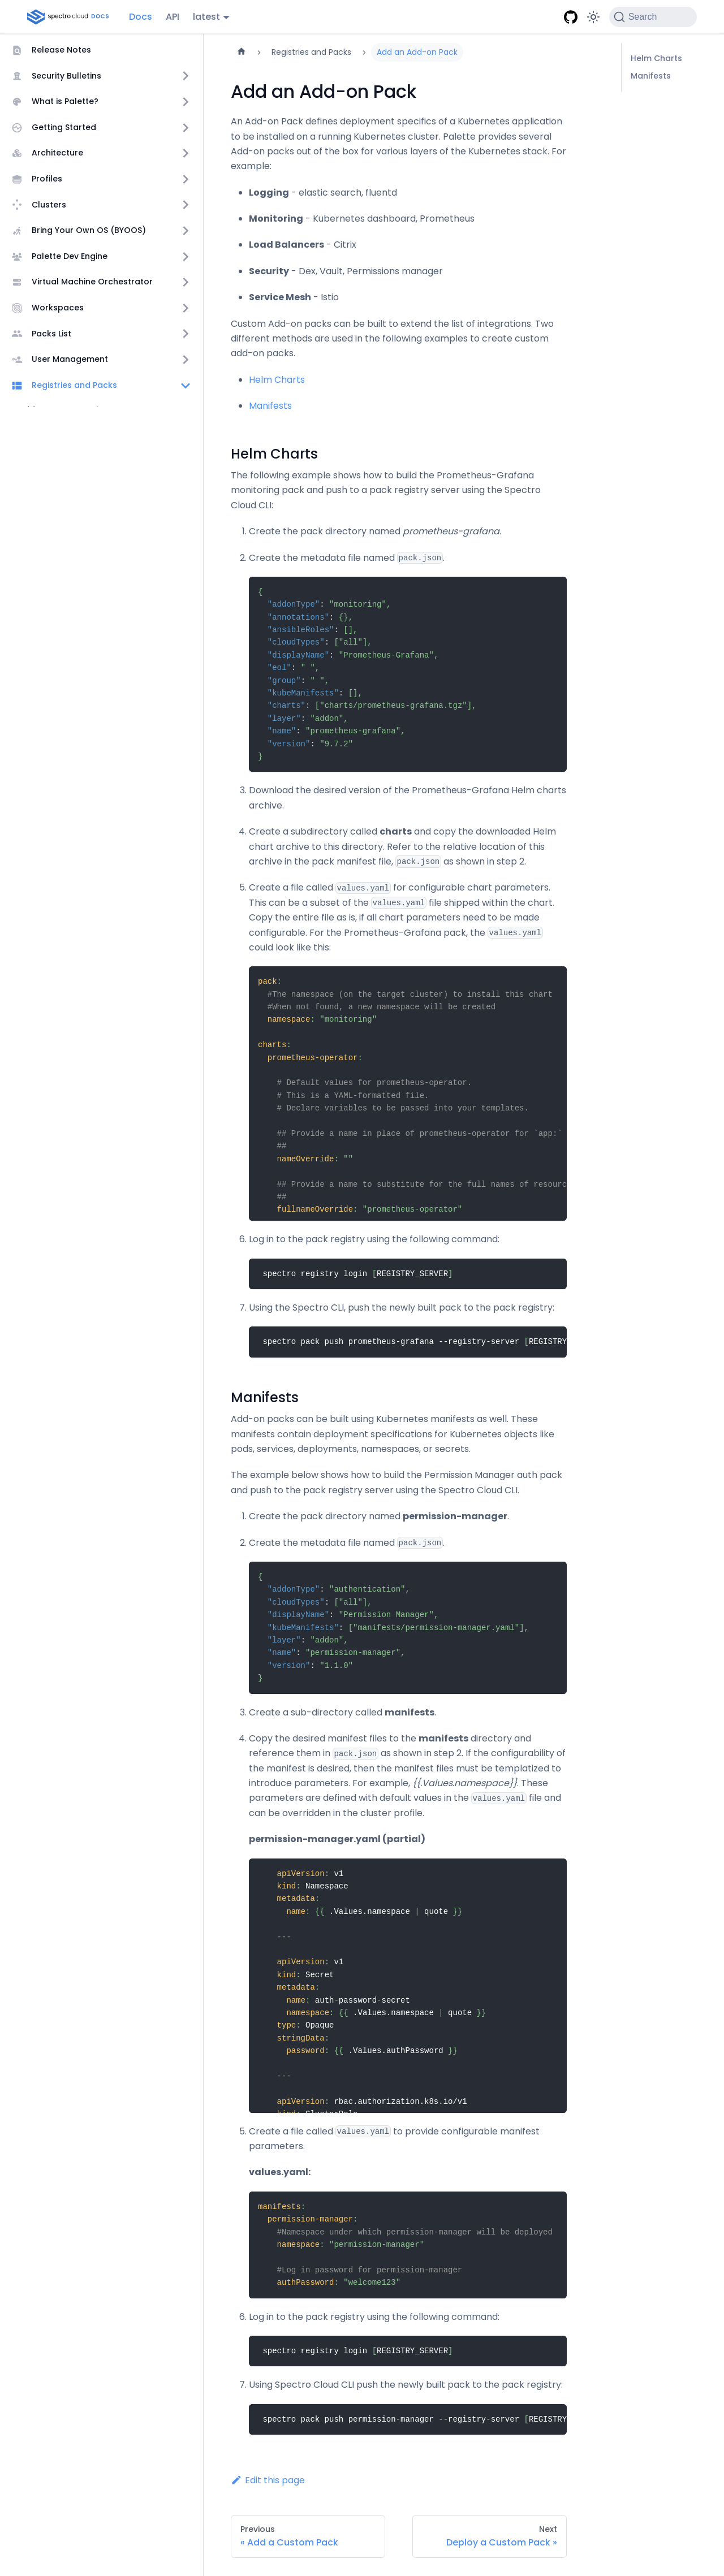 spectro cloud DOCS Docs API latest Search
Release Notes
Security Bulletins
What is Palette?
Getting Started
Architecture
Profiles
Clusters
Bring Your Own OS (BYOOS)
Palette Dev Engine
Virtual Machine Orchestrator
Workspaces
Packs List
User Management
Registries and Packs
Registries and Packs Add an Add-on Pack
Add an Add-on Pack
An Add-on Pack defines deployment specifics of a Kubernetes application
to be installed on a running Kubernetes cluster. Palette provides several
Add-on packs out of the box for various layers of the Kubernetes stack. For
example:
Logging - elastic search, fluentd
Monitoring - Kubernetes dashboard, Prometheus
Load Balancers - Citrix
Security - Dex, Vault, Permissions manager
Service Mesh - Istio
Custom Add-on packs can be built to extend the list of integrations. Two
different methods are used in the following examples to create custom
add-on packs.
Helm Charts
Manifests
Helm Charts
The following example shows how to build the Prometheus-Grafana
monitoring pack and push to a pack registry server using the Spectro
Cloud CLI:
1. Create the pack directory named prometheus-grafana.
2. Create the metadata file named pack.json.
{
"addonType": "monitoring",
"annotations": {},
"ansibleRoles": [],
"cloudTypes": ["all"],
"displayName": "Prometheus-Grafana",
"eol": " ",
"group": " ",
"kubeManifests": [],
"charts": ["charts/prometheus-grafana.tgz"],
"layer": "addon",
"name": "prometheus-grafana",
"version": "9.7.2"
}
3. Download the desired version of the Prometheus-Grafana Helm charts
archive.
4. Create a subdirectory called charts and copy the downloaded Helm
chart archive to this directory. Refer to the relative location of this
archive in the pack manifest file, pack.json as shown in step 2.
5. Create a file called values.yaml for configurable chart parameters.
This can be a subset of the values.yaml file shipped within the chart.
Copy the entire file as is, if all chart parameters need to be made
configurable. For the Prometheus-Grafana pack, the values.yaml
could look like this:
pack:
#The namespace (on the target cluster) to install this chart
#When not found, a new namespace will be created
namespace: "monitoring"
charts:
prometheus-operator:
# Default values for prometheus-operator.
# This is a YAML-formatted file.
# Declare variables to be passed into your templates.
## Provide a name in place of prometheus-operator for `app:`
##
nameOverride: ""
## Provide a name to substitute for the full names of resourc
##
fullnameOverride: "prometheus-operator"
6. Log in to the pack registry using the following command:
spectro registry login [REGISTRY_SERVER]
7. Using the Spectro CLI, push the newly built pack to the pack registry:
spectro pack push prometheus-grafana --registry-server [REGISTRY
Manifests
Add-on packs can be built using Kubernetes manifests as well. These
manifests contain deployment specifications for Kubernetes objects like
pods, services, deployments, namespaces, or secrets.
The example below shows how to build the Permission Manager auth pack
and push to the pack registry server using the Spectro Cloud CLI.
1. Create the pack directory named permission-manager.
2. Create the metadata file named pack.json.
{
"addonType": "authentication",
"cloudTypes": ["all"],
"displayName": "Permission Manager",
"kubeManifests": ["manifests/permission-manager.yaml"],
"layer": "addon",
"name": "permission-manager",
"version": "1.1.0"
}
3. Create a sub-directory called manifests.
4. Copy the desired manifest files to the manifests directory and
reference them in pack.json as shown in step 2. If the configurability of
the manifest is desired, then the manifest files must be templatized to
introduce parameters. For example, {{.Values.namespace}}. These
parameters are defined with default values in the values.yaml file and
can be overridden in the cluster profile.
permission-manager.yaml (partial)
apiVersion: v1
kind: Namespace
metadata:
name: {{ .Values.namespace | quote }}
---
apiVersion: v1
kind: Secret
metadata:
name: auth-password-secret
namespace: {{ .Values.namespace | quote }}
type: Opaque
stringData:
password: {{ .Values.authPassword }}
---
apiVersion: rbac.authorization.k8s.io/v1
5. Create a file called values.yaml to provide configurable manifest
parameters.
values.yaml:
manifests:
permission-manager:
#Namespace under which permission-manager will be deployed
namespace: "permission-manager"
#Log in password for permission-manager
authPassword: "welcome123"
6. Log in to the pack registry using the following command:
spectro registry login [REGISTRY_SERVER]
7. Using Spectro Cloud CLI push the newly built pack to the pack registry:
spectro pack push permission-manager --registry-server [REGISTRY
Edit this page
Previous
« Add a Custom Pack
Next
Deploy a Custom Pack »
Helm Charts
Manifests